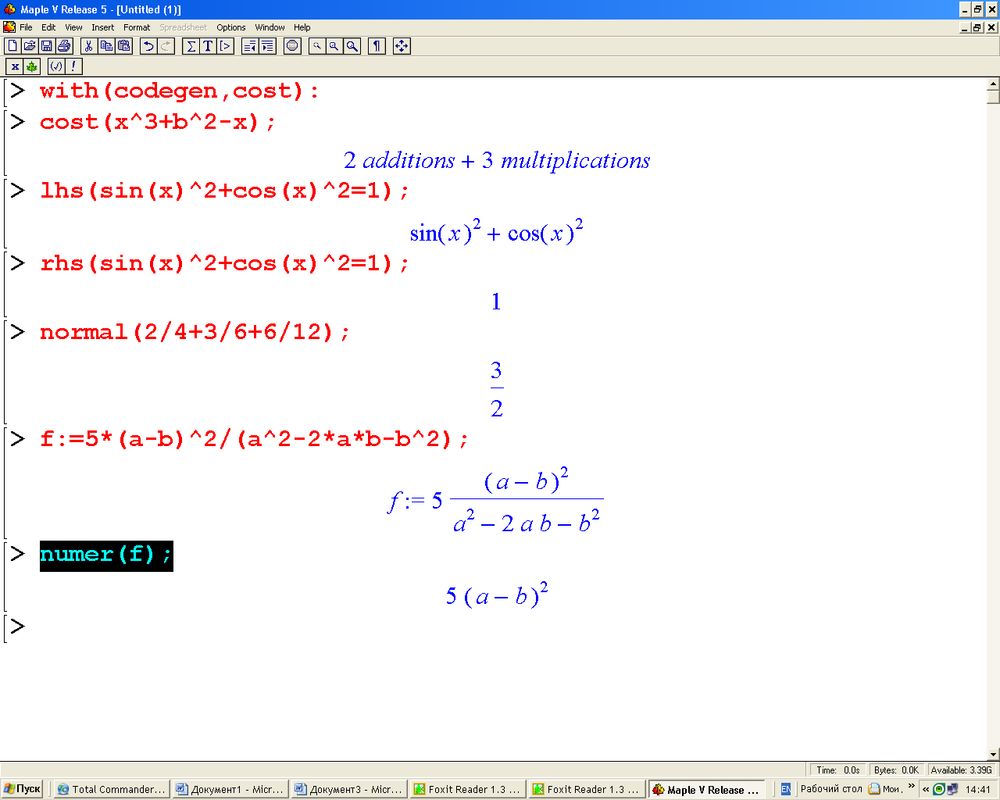 Maple V Release 5 - [Untitled (1)]
File Edit View Insert Format Spreadsheet Options Window Help
> with(codegen,cost):
> cost(x^3+b^2-x);
2 additions + 3 multiplications
> lhs(sin(x)^2+cos(x)^2=1);
sin(x)² + cos(x)²
> rhs(sin(x)^2+cos(x)^2=1);
1
> normal(2/4+3/6+6/12);
3
2
> f:=5*(a-b)^2/(a^2-2*a*b-b^2);
(a − b)²
f := 5
a² − 2 a b − b²
> numer(f);
5 (a − b)²
>
Time: 0.0s Bytes: 0.0K Available: 3.39G
Пуск Total Commander... Документ1 - Micr... Документ3 - Micr... Foxit Reader 1.3 ... Foxit Reader 1.3 ... Maple V Release ... EN Рабочий стол Мои. » « 14:41